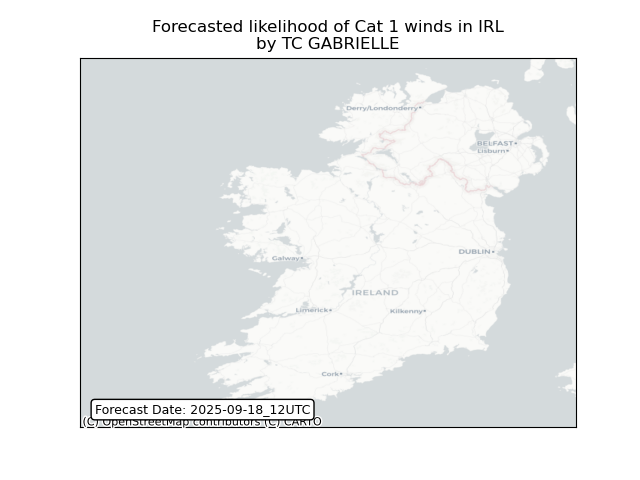 Forecasted likelihood of Cat 1 winds in IRL
by TC GABRIELLE
Derry/Londonderry
BELFAST
Lisburn
DUBLIN
Galway
IRELAND
Limerick
Kilkenny
Cork
Forecast Date: 2025-09-18_12UTC
(C) OpenStreetMap contributors (C) CARTO